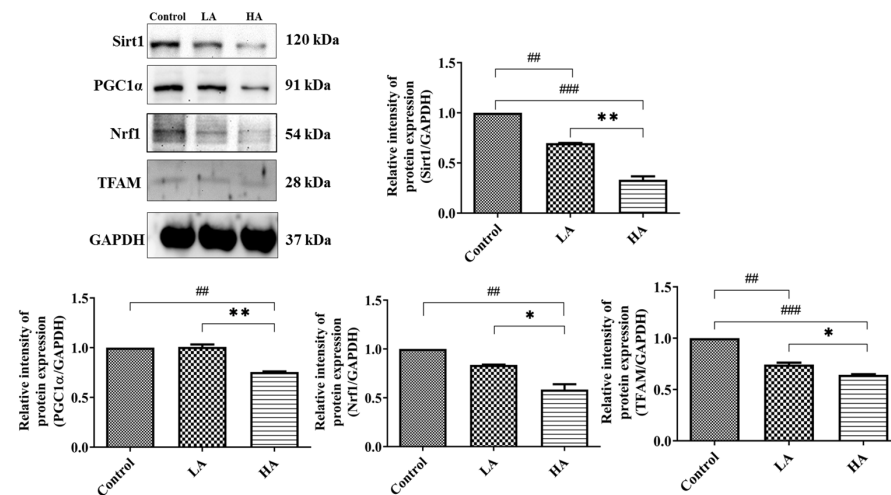 Control LA HA
Sirt1 120 kDa
PGC1α 91 kDa
Nrf1 54 kDa
TFAM 28 kDa
GAPDH 37 kDa
Relative intensity of
protein expression
(Sirt1/GAPDH)
1.5
1.0
0.5
0.0
##
###
**
Control LA HA
Relative intensity of
protein expression
(PGC1α/GAPDH)
1.5
1.0
0.5
0.0
##
**
Control LA HA
Relative intensity of
protein expression
(Nrf1/GAPDH)
1.5
1.0
0.5
0.0
##
*
Control LA HA
Relative intensity of
protein expression
(TFAM/GAPDH)
1.5
1.0
0.5
0.0
##
###
*
Control LA HA